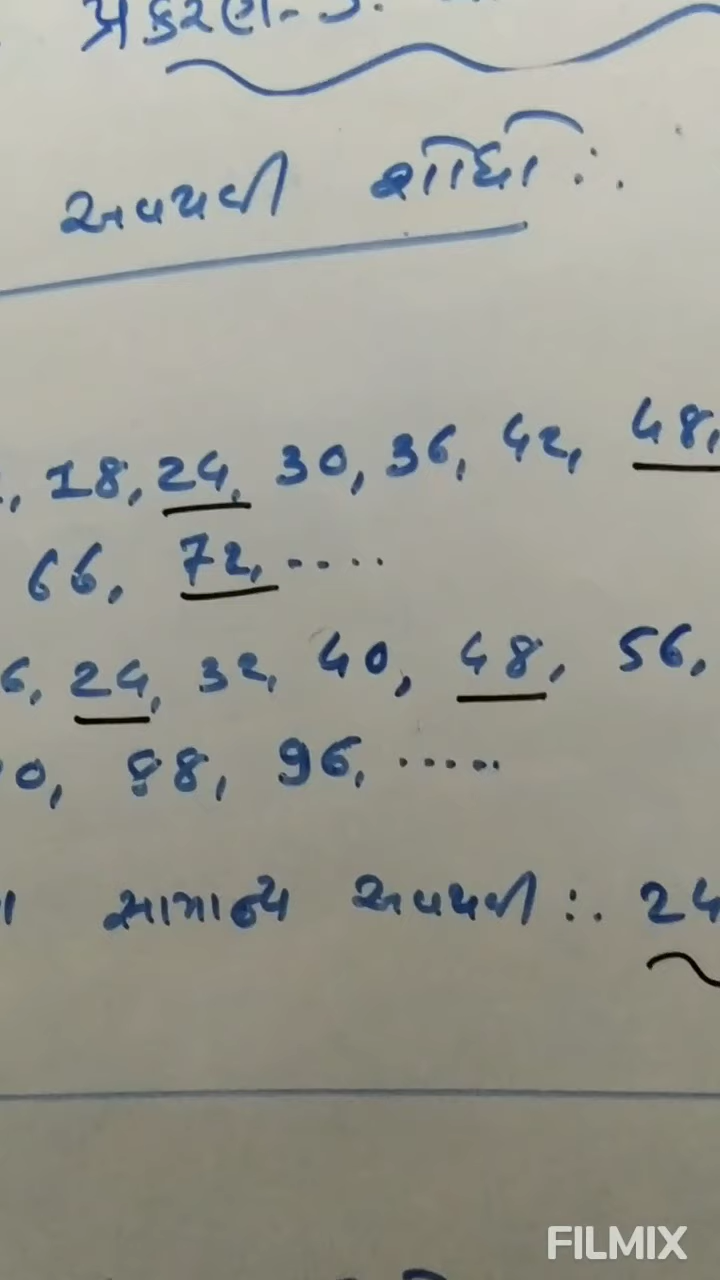 પ્રકરણ-3.
અવયવી શોધો :.
, 18, 24, 30, 36, 42, 48,
66, 72, ....
6, 24, 32, 40, 48, 56,
0, 88, 96, .....
સામાન્ય અવયવી :. 24
FILMIX